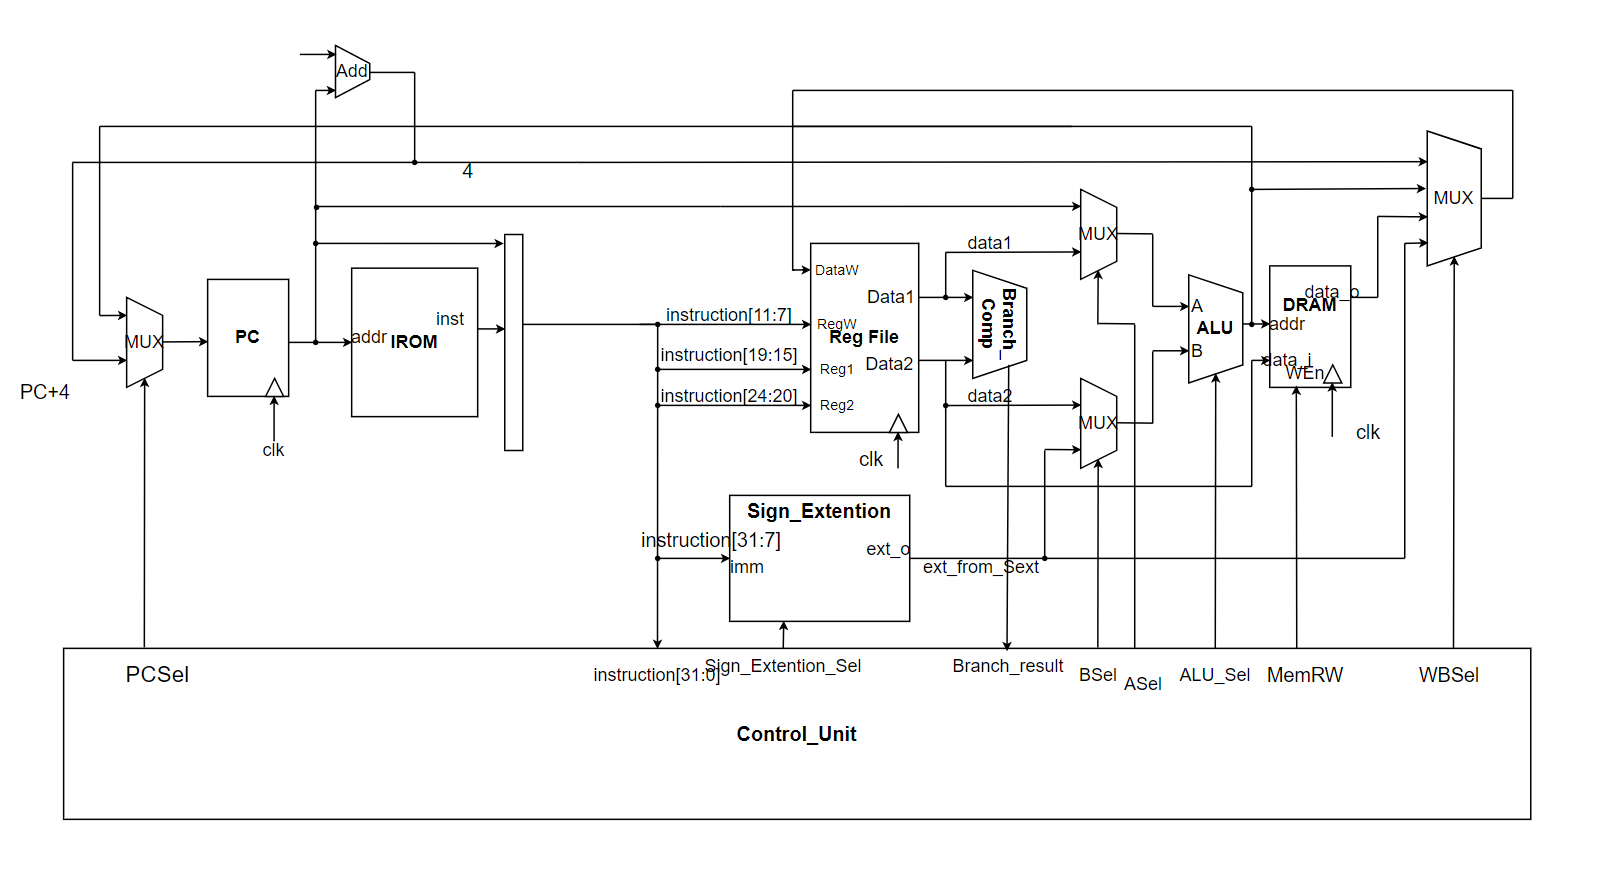 Add
4
MUX
PC+4
PC
clk
addr
IROM
inst
instruction[11:7]
instruction[19:15]
instruction[24:20]
DataW
RegW
Reg File
Reg1
Reg2
Data1
Data2
clk
data1
data2
Branch_
Comp
MUX
MUX
A
B
ALU
DRAM
data_o
addr
data_i
WEn
clk
MUX
Sign_Extention
instruction[31:7]
imm
ext_o
ext_from_Sext
PCSel
instruction[31:0]
Sign_Extention_Sel
Branch_result
BSel
ASel
ALU_Sel
MemRW
WBSel
Control_Unit